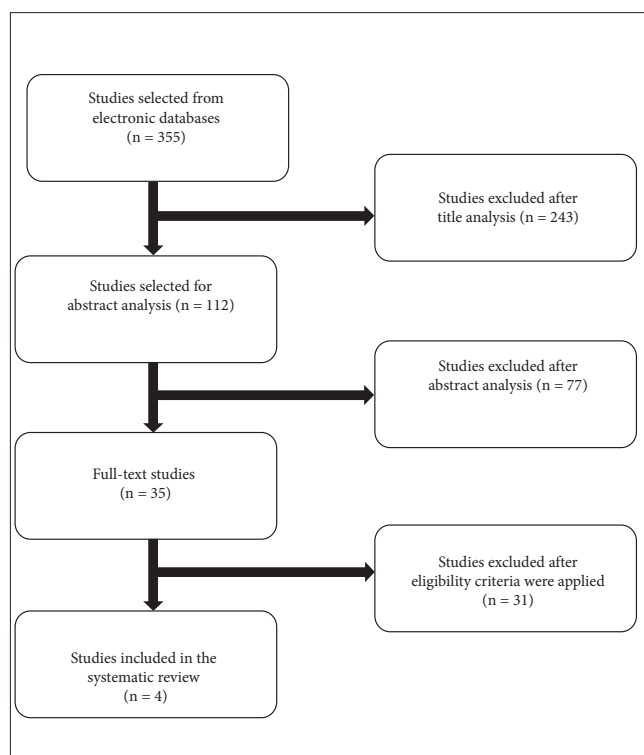 Studies selected from
electronic databases
(n = 355)
Studies excluded after
title analysis (n = 243)
Studies selected for
abstract analysis (n = 112)
Studies excluded after
abstract analysis (n = 77)
Full-text studies
(n = 35)
Studies excluded after
eligibility criteria were applied
(n = 31)
Studies included in the
systematic review
(n = 4)